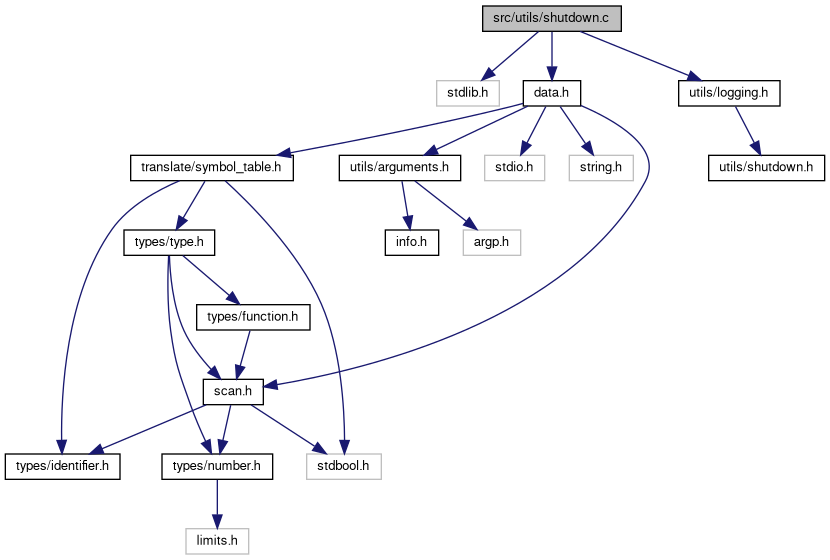 src/utils/shutdown.c
stdlib.h
data.h
utils/logging.h
translate/symbol_table.h
utils/arguments.h
stdio.h
string.h
utils/shutdown.h
types/type.h
info.h
argp.h
types/function.h
scan.h
types/identifier.h
types/number.h
stdbool.h
limits.h